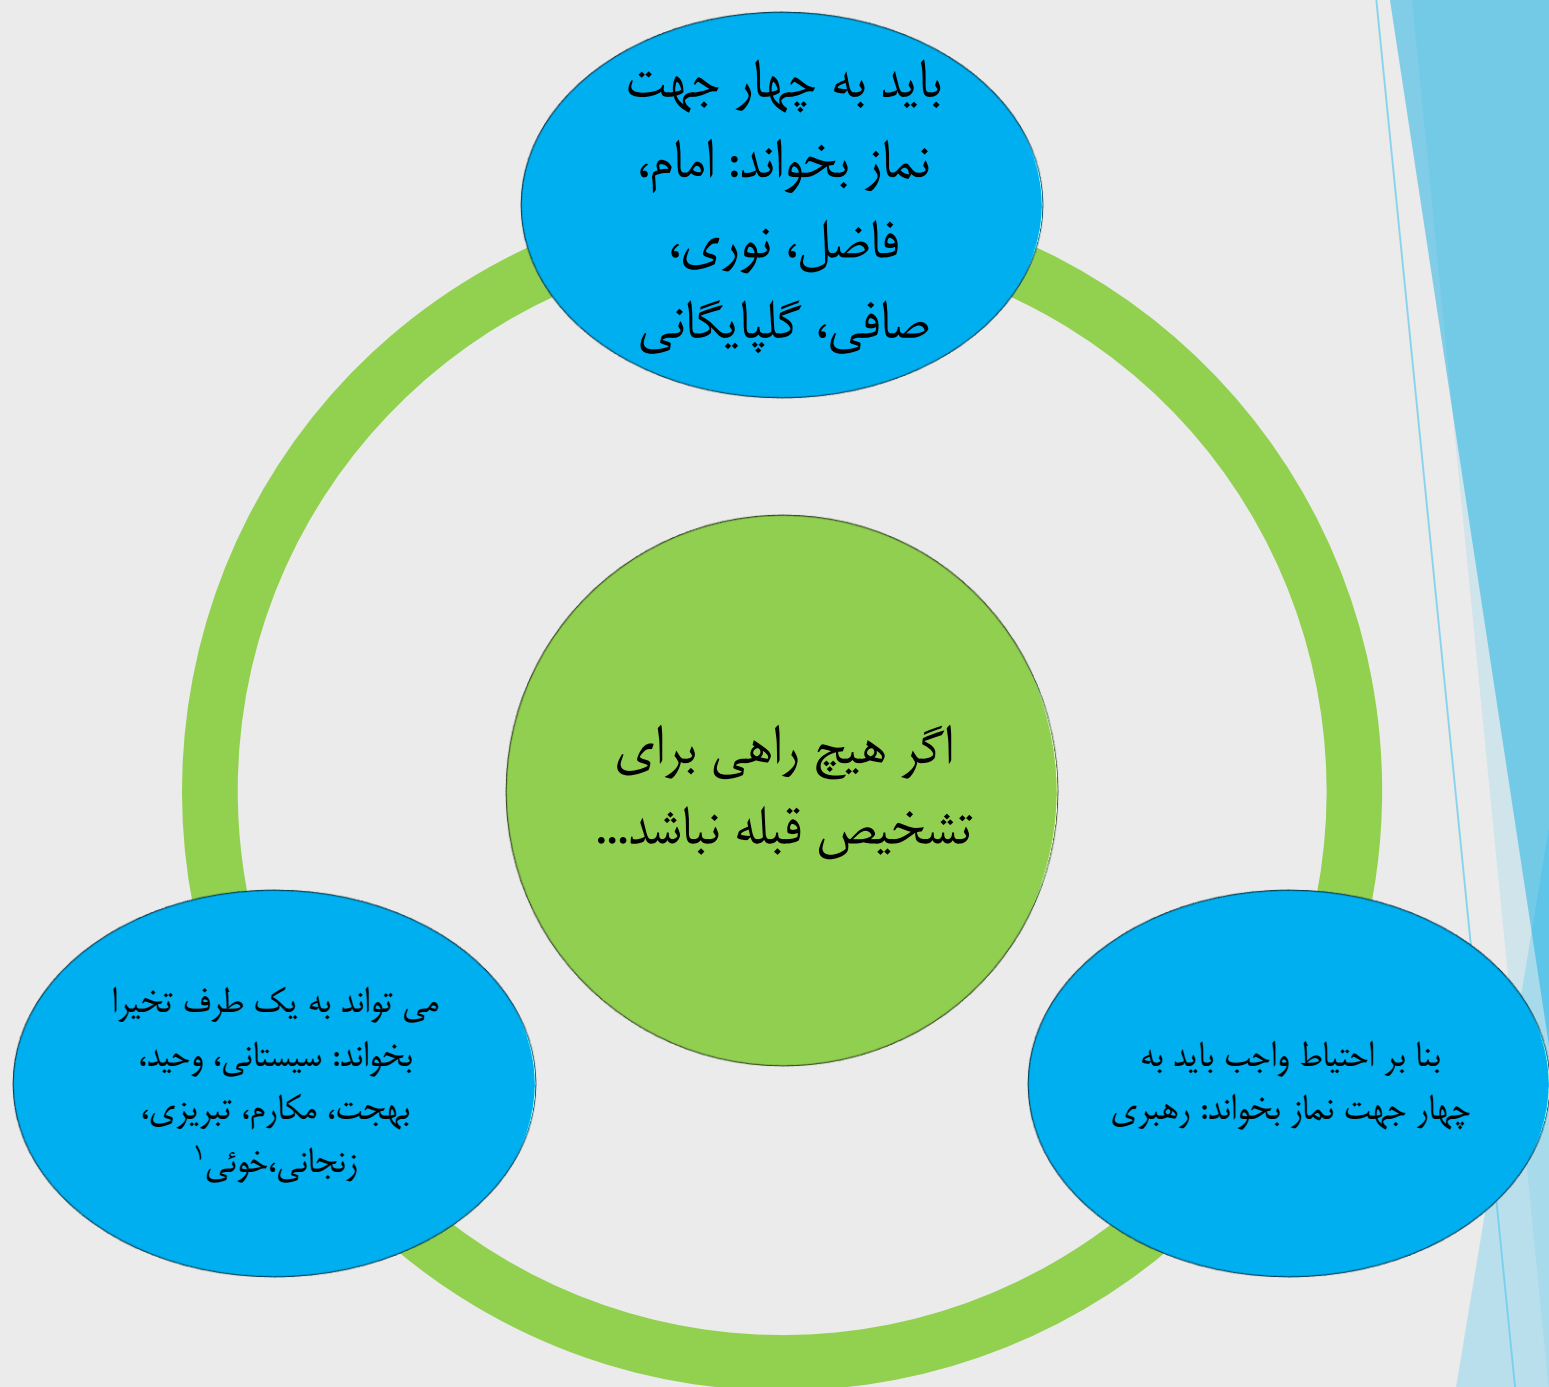 باید به چهار جهت
نماز بخواند: امام،
فاضل، نوری،
صافی، گلپایگانی
اگر هیچ راهی برای
تشخیص قبله نباشد...
بنا بر احتیاط واجب باید به
چهار جهت نماز بخواند: رهبری
می تواند به یک طرف تخیرا
بخواند: سیستانی، وحید،
بهجت، مکارم، تبریزی،
زنجانی،خوئی۱